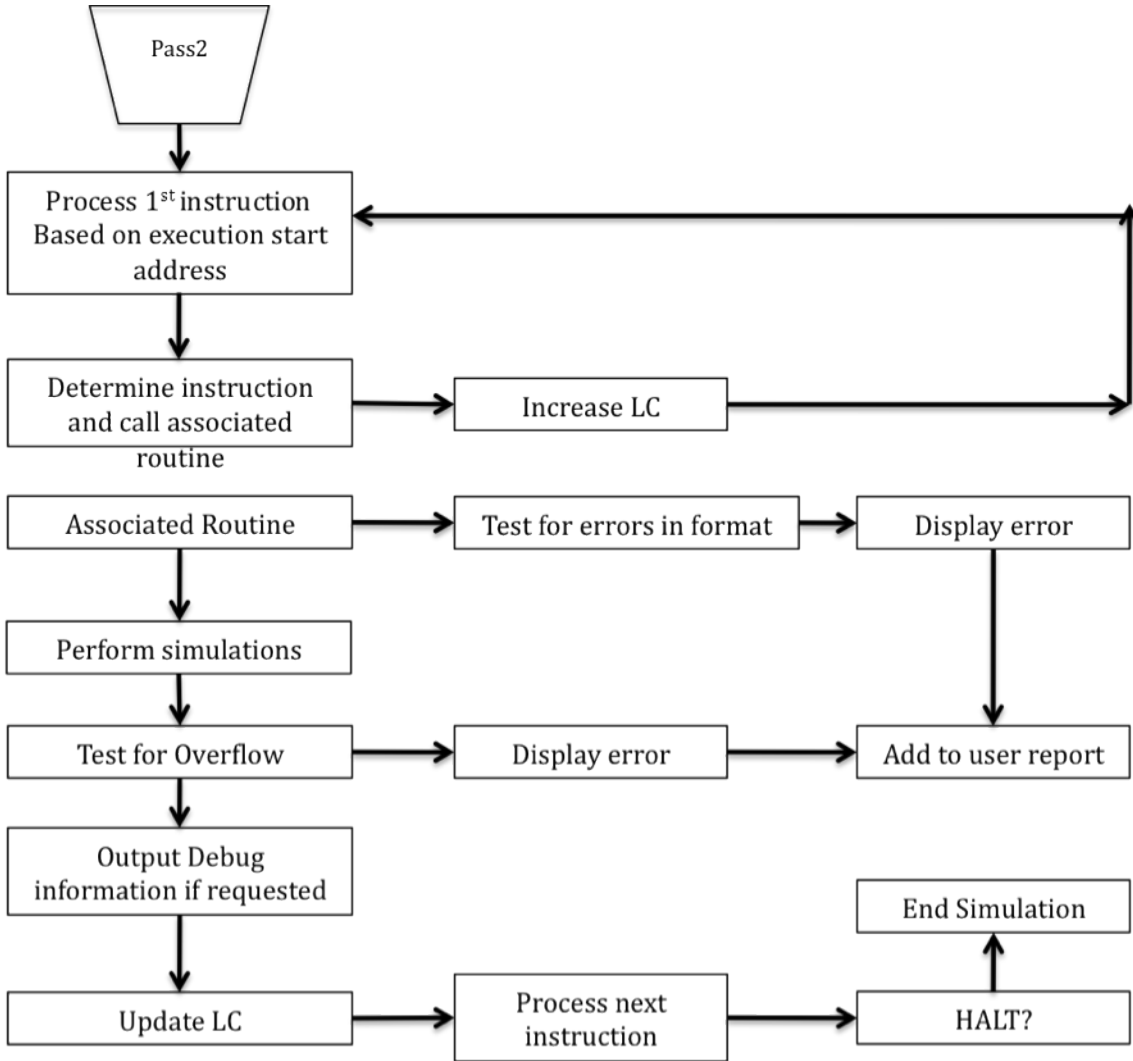 Pass2
Process 1st instruction
Based on execution start
address
Determine instruction
and call associated
routine
Increase LC
Associated Routine
Test for errors in format
Display error
Perform simulations
Test for Overflow
Display error
Add to user report
Output Debug
information if requested
End Simulation
Update LC
Process next
instruction
HALT?